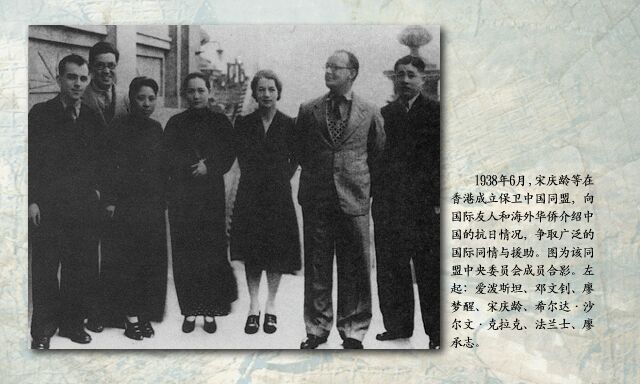 1938年6月，宋庆龄等在
香港成立保卫中国同盟，向
国际友人和海外华侨介绍中
国的抗日情况，争取广泛的
国际同情与援助。图为该同
盟中央委员会成员合影。左
起：爱泼斯坦、邓文钊、廖
梦醒、宋庆龄、希尔达·沙
尔文·克拉克、法兰士、廖
承志。